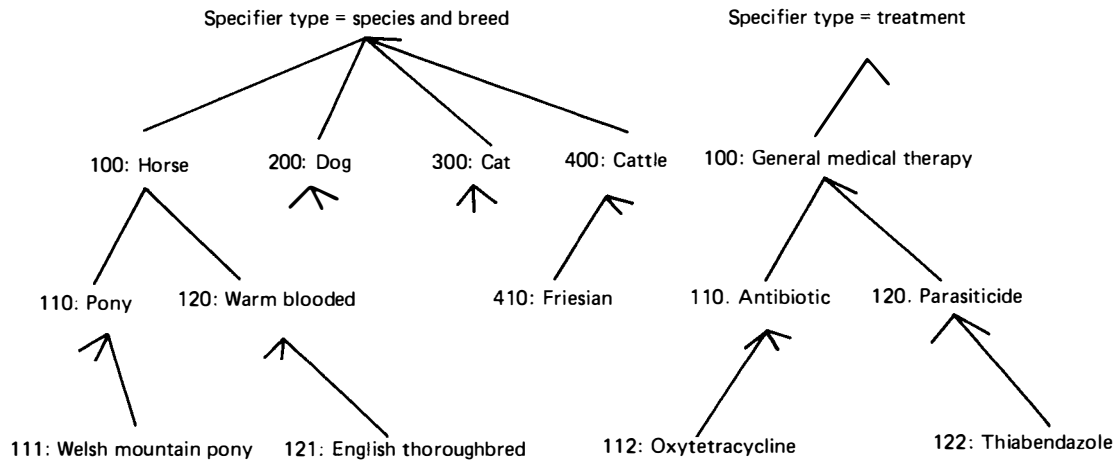 Specifier type = species and breed
Specifier type = treatment
100: Horse
200: Dog
300: Cat
400: Cattle
100: General medical therapy
110: Pony
120: Warm blooded
410: Friesian
110. Antibiotic
120. Parasiticide
111: Welsh mountain pony
121: English thoroughbred
112: Oxytetracycline
122: Thiabendazole